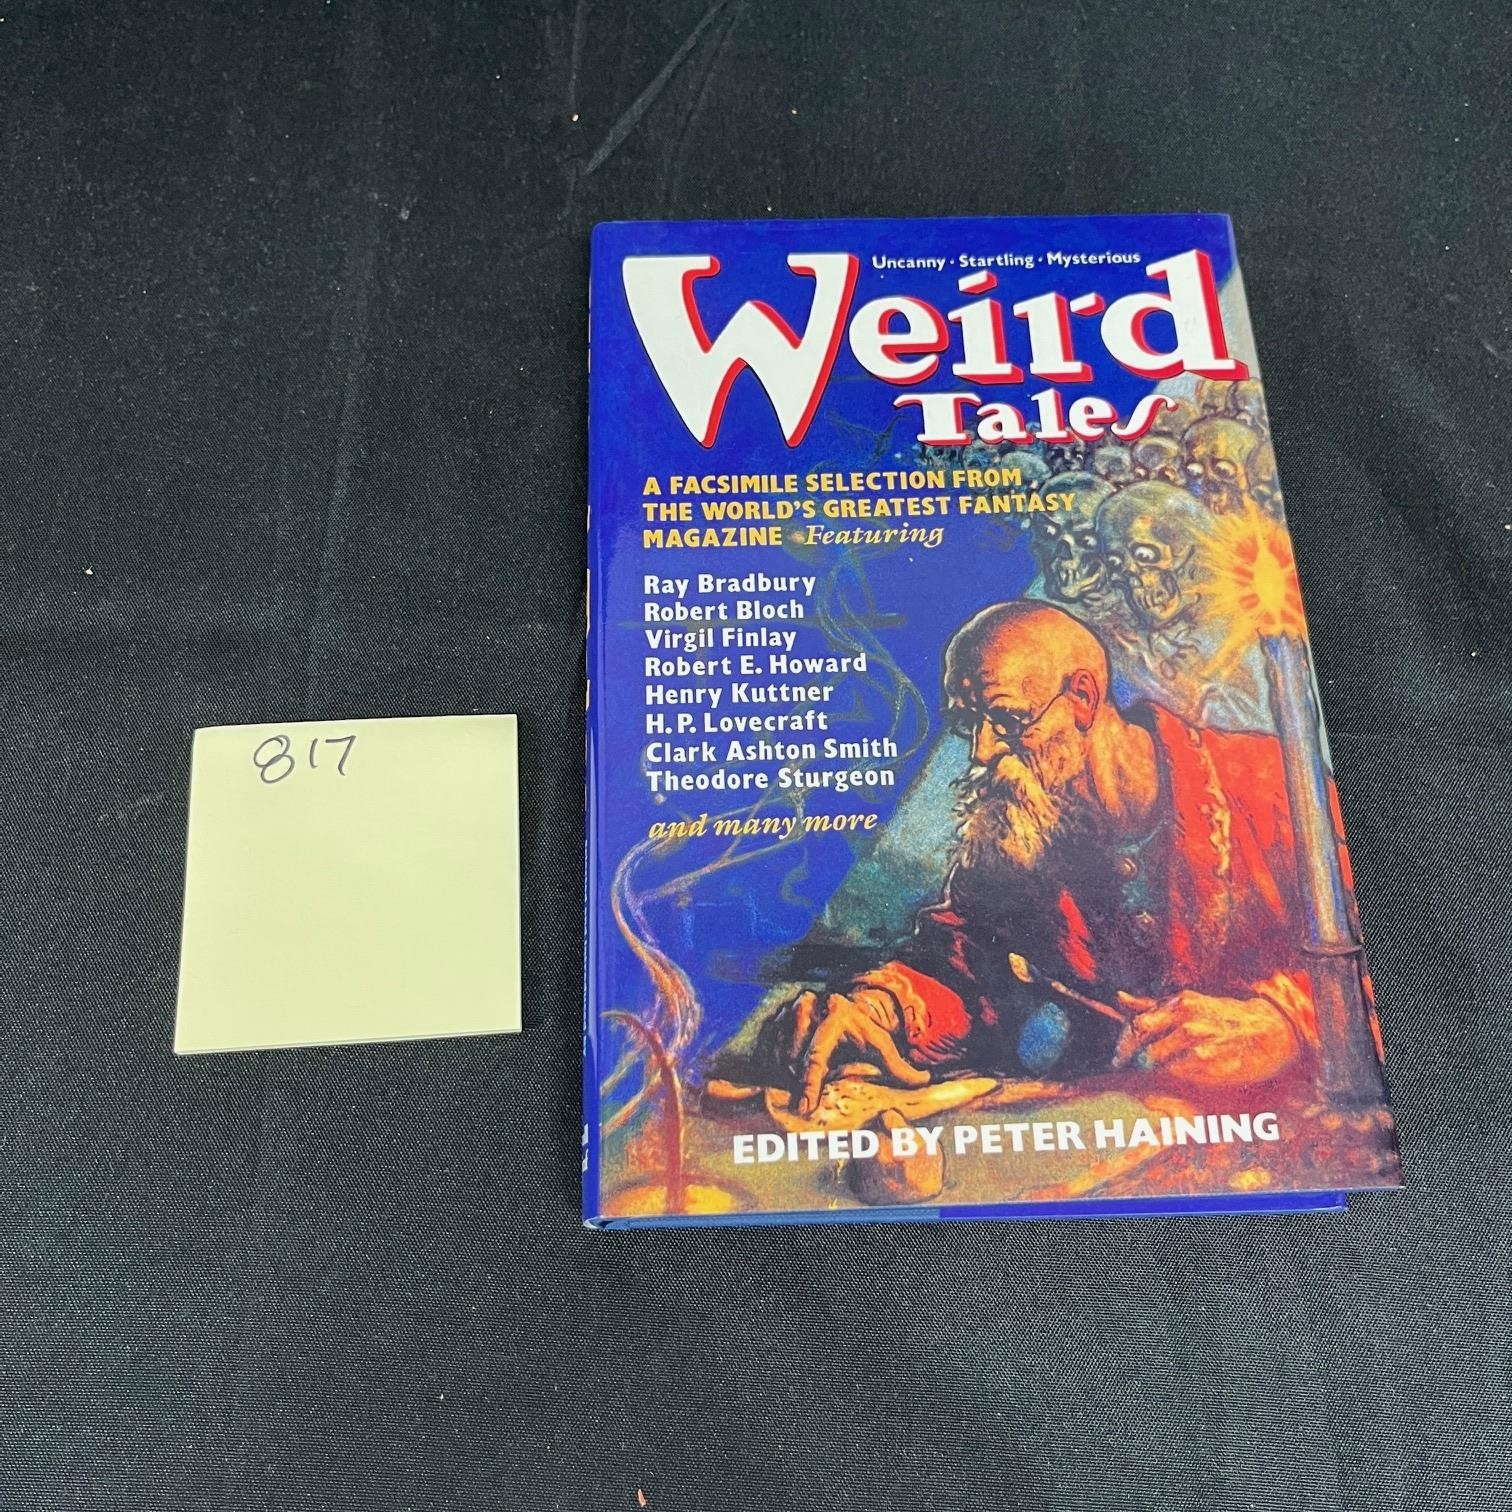 817
Uncanny · Startling · Mysterious
Weird
Tales
A FACSIMILE SELECTION FROM
THE WORLD'S GREATEST FANTASY
MAGAZINE Featuring
Ray Bradbury
Robert Bloch
Virgil Finlay
Robert E. Howard
Henry Kuttner
H. P. Lovecraft
Clark Ashton Smith
Theodore Sturgeon
and many more
EDITED BY PETER HAINING